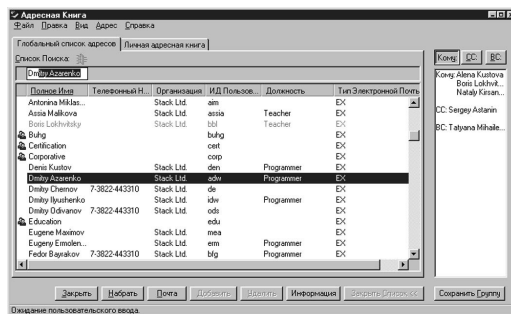 Адресная Книга
Файл Правка Вид Адрес Справка
Глобальный список адресов Личная адресная книга
Список Поиска:
Dmitry Azarenko
Полное Имя Телефонный Н... Организация ИД Пользов... Должность Тип Электронной Почты
Antonina Miklas... Stack Ltd. aim EX
Assia Malikova Stack Ltd. assia Teacher EX
Boris Lokhvitsky Stack Ltd. bbl Teacher EX
Buhg buhg EX
Certification cert EX
Corporative corp EX
Denis Kustov Stack Ltd. den Programmer EX
Dmitry Azarenko Stack Ltd. adw Programmer EX
Dmitry Chernov 7-3822-443310 Stack Ltd. de EX
Dmitry Ilyushenko Stack Ltd. idw Programmer EX
Dmitry Odivanov 7-3822-443310 Stack Ltd. ods EX
Education edu EX
Eugene Maximov Stack Ltd. mea EX
Eugeny Ermolen... Stack Ltd. erm Programmer EX
Fedor Bayrakov 7-3822-443310 Stack Ltd. bfg Programmer EX
Кому: CC: BC:
Кому: Alena Kustova
Boris Lokhvit...
Nataly Kirsan...
CC: Sergey Astanin
BC: Tatyana Mihaile...
Закрыть Набрать Почта Добавить Удалить Информация Закрыть Список << Сохранить Группу
Ожидание пользовательского ввода.